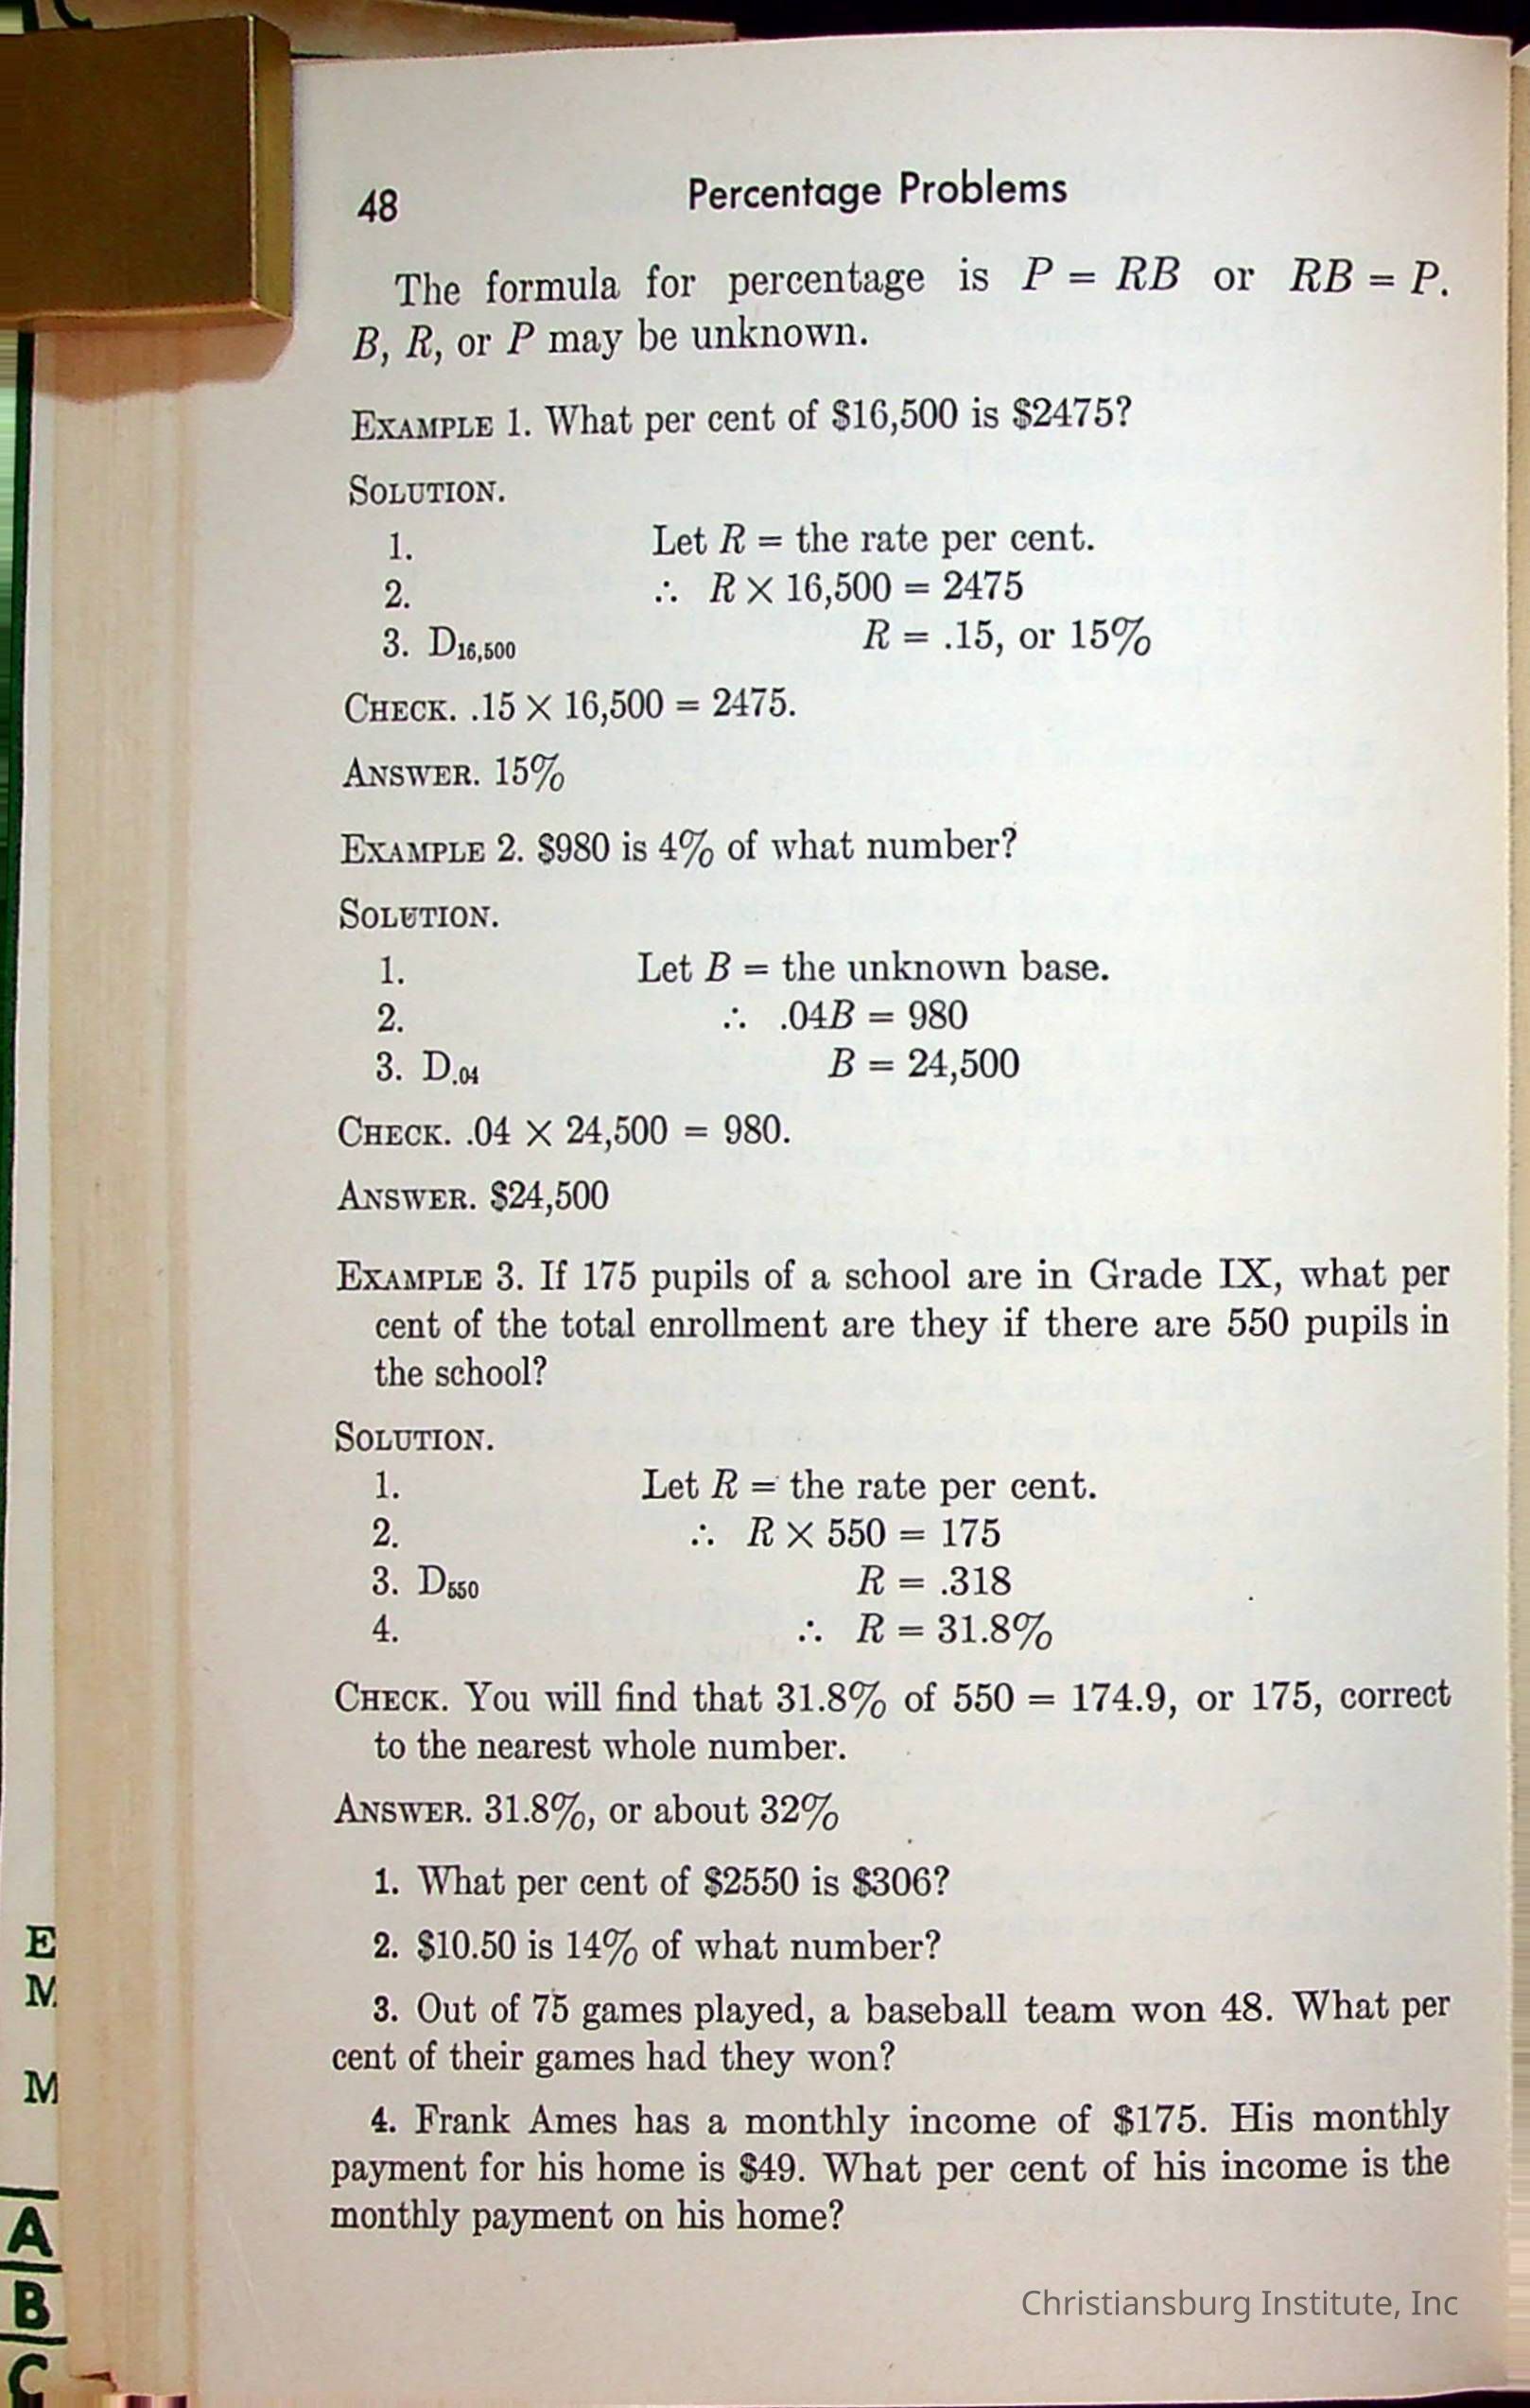 48 Percentage Problems
The formula for percentage is P = RB or RB = P.
B, R, or P may be unknown.
EXAMPLE 1. What per cent of $16,500 is $2475?
SOLUTION.
1. Let R = the rate per cent.
2. ∴ R × 16,500 = 2475
3. D16,500 R = .15, or 15%
CHECK. .15 × 16,500 = 2475.
ANSWER. 15%
EXAMPLE 2. $980 is 4% of what number?
SOLUTION.
1. Let B = the unknown base.
2. ∴ .04B = 980
3. D.04 B = 24,500
CHECK. .04 × 24,500 = 980.
ANSWER. $24,500
EXAMPLE 3. If 175 pupils of a school are in Grade IX, what per
cent of the total enrollment are they if there are 550 pupils in
the school?
SOLUTION.
1. Let R = the rate per cent.
2. ∴ R × 550 = 175
3. D550 R = .318
4. ∴ R = 31.8%
CHECK. You will find that 31.8% of 550 = 174.9, or 175, correct
to the nearest whole number.
ANSWER. 31.8%, or about 32%
1. What per cent of $2550 is $306?
2. $10.50 is 14% of what number?
3. Out of 75 games played, a baseball team won 48. What per
cent of their games had they won?
4. Frank Ames has a monthly income of $175. His monthly
payment for his home is $49. What per cent of his income is the
monthly payment on his home?
Christiansburg Institute, Inc
E
M
M
A
B
C